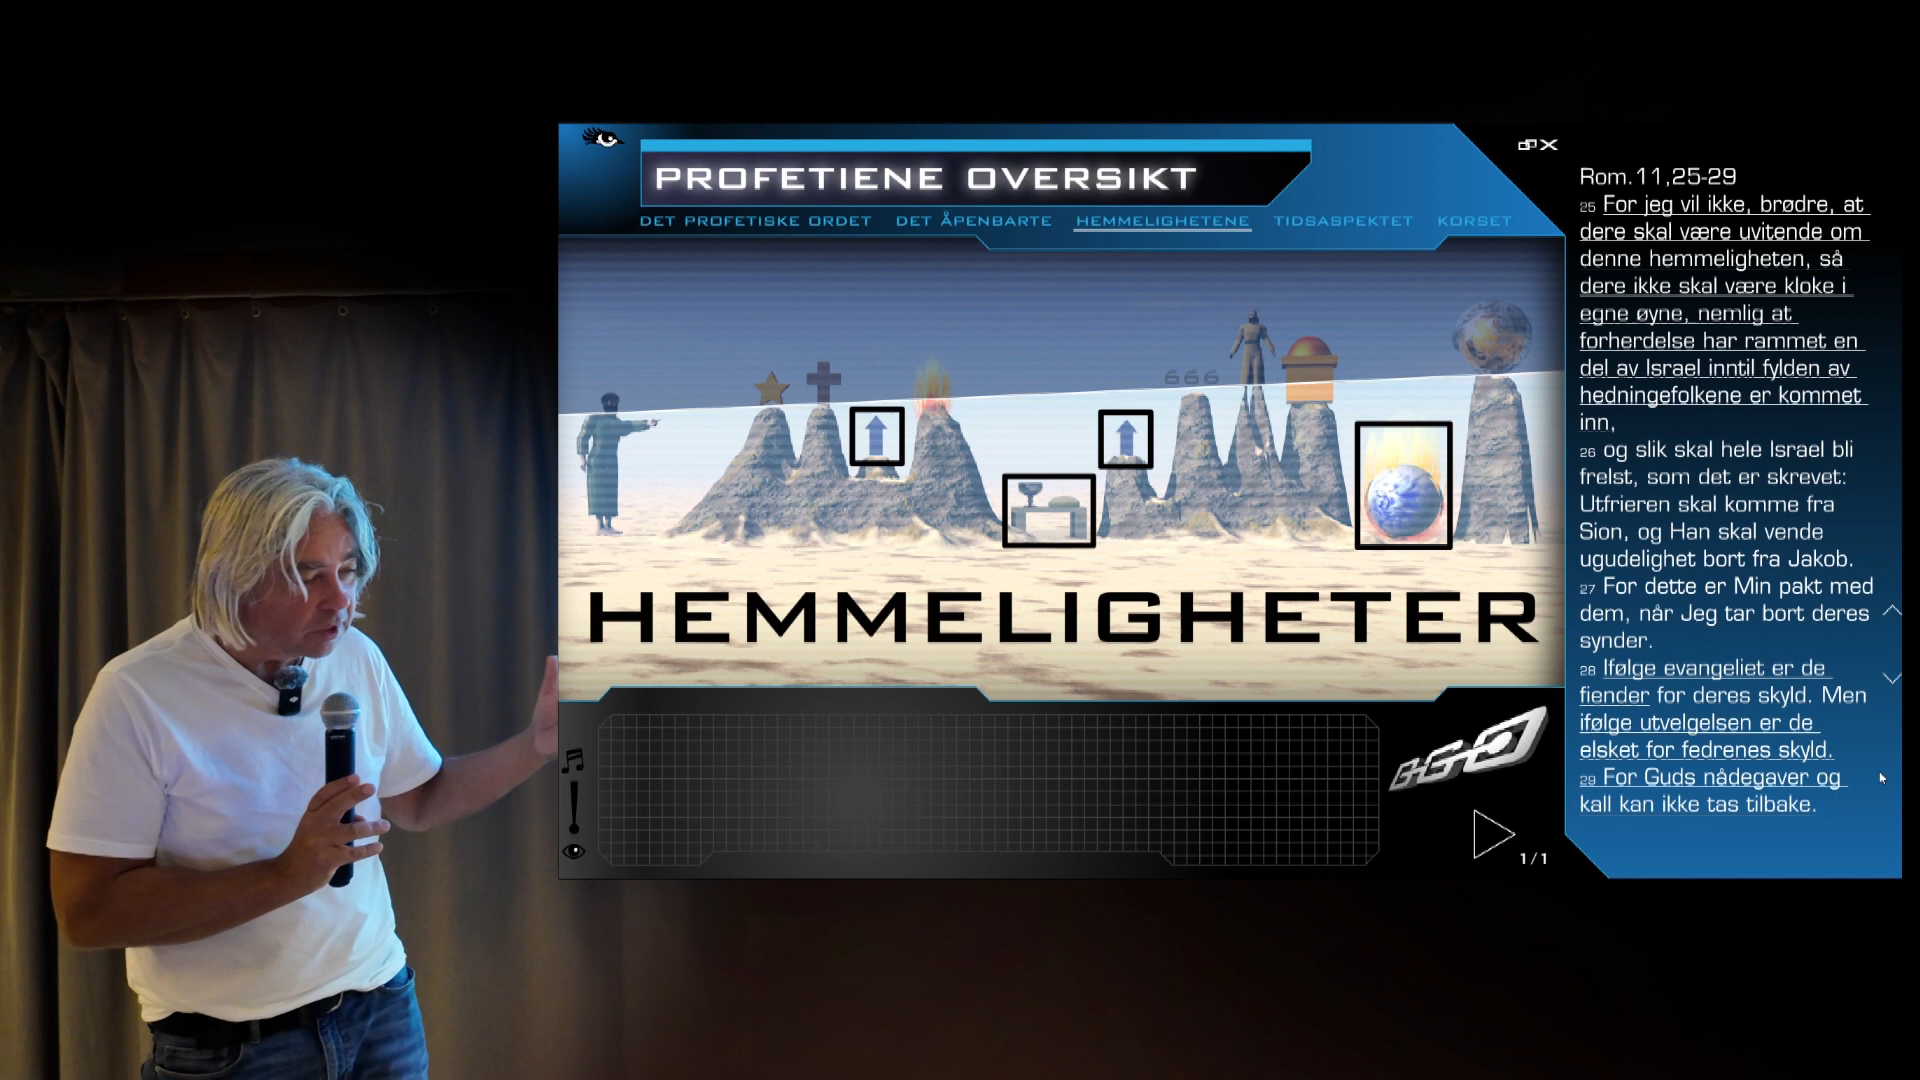 PROFETIENE OVERSIKT
DET PROFETISKE ORDET DET ÅPENBARTE HEMMELIGHETENE TIDSASPEKTET KORSET
666
HEMMELIGHETER
1/1
Rom.11,25-29
25 For jeg vil ikke, brødre, at
dere skal være uvitende om
denne hemmeligheten, så
dere ikke skal være kloke i
egne øyne, nemlig at
forherdelse har rammet en
del av Israel inntil fylden av
hedningefolkene er kommet
inn,
26 og slik skal hele Israel bli
frelst, som det er skrevet:
Utfrieren skal komme fra
Sion, og Han skal vende
ugudelighet bort fra Jakob.
27 For dette er Min pakt med
dem, når Jeg tar bort deres
synder.
28 Ifølge evangeliet er de
fiender for deres skyld. Men
ifølge utvelgelsen er de
elsket for fedrenes skyld.
29 For Guds nådegaver og
kall kan ikke tas tilbake.